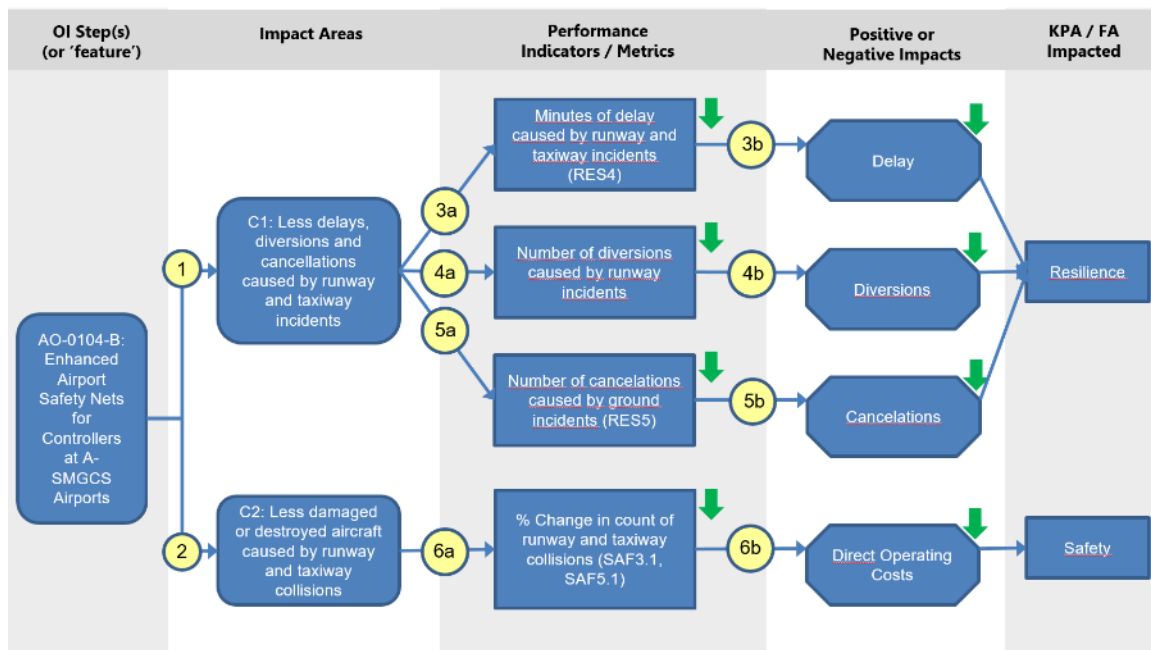 OI Step(s)
(or ‘feature’)
Impact Areas
Performance
Indicators / Metrics
Positive or
Negative Impacts
KPA / FA
Impacted
AO-0104-B:
Enhanced
Airport
Safety Nets
for
Controllers
at A-
SMGCS
Airports
1
2
C1: Less delays,
diversions and
cancellations
caused by runway
and taxiway
incidents
C2: Less damaged
or destroyed aircraft
caused by runway
and taxiway
collisions
3a
4a
5a
6a
Minutes of delay
caused by runway and
taxiway incidents
(RES4)
Number of diversions
caused by runway
incidents
Number of cancelations
caused by ground
incidents (RES5)
% Change in count of
runway and taxiway
collisions (SAF3.1,
SAF5.1)
3b
4b
5b
6b
Delay
Diversions
Cancelations
Direct Operating
Costs
Resilience
Safety